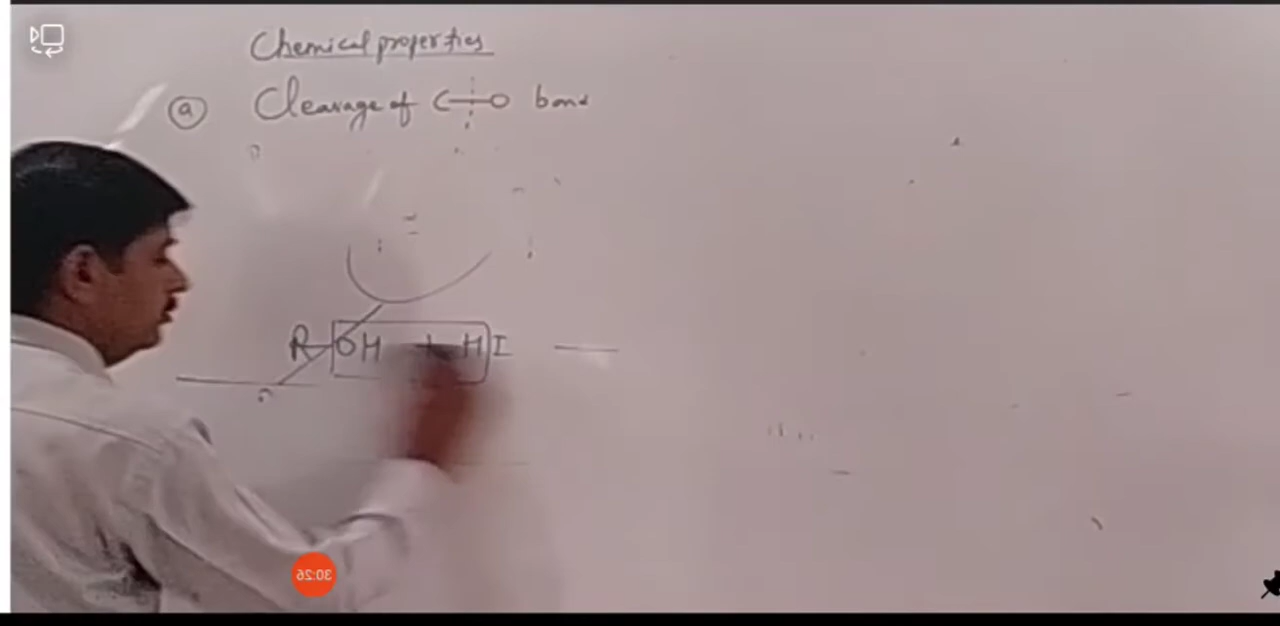 Chemical properties
(a) Cleavage of C—O bond
R—OH + HI —
30:26